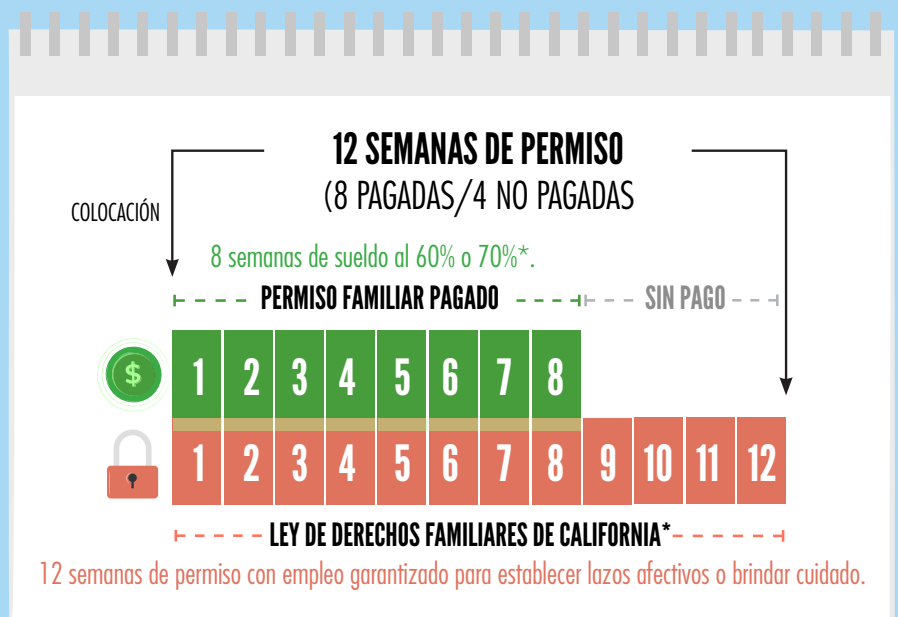 12 SEMANAS DE PERMISO
(8 PAGADAS/4 NO PAGADAS
COLOCACIÓN
8 semanas de sueldo al 60% o 70%*.
PERMISO FAMILIAR PAGADO
SIN PAGO
$
1 2 3 4 5 6 7 8
1 2 3 4 5 6 7 8 9 10 11 12
LEY DE DERECHOS FAMILIARES DE CALIFORNIA*
12 semanas de permiso con empleo garantizado para establecer lazos afectivos o brindar cuidado.